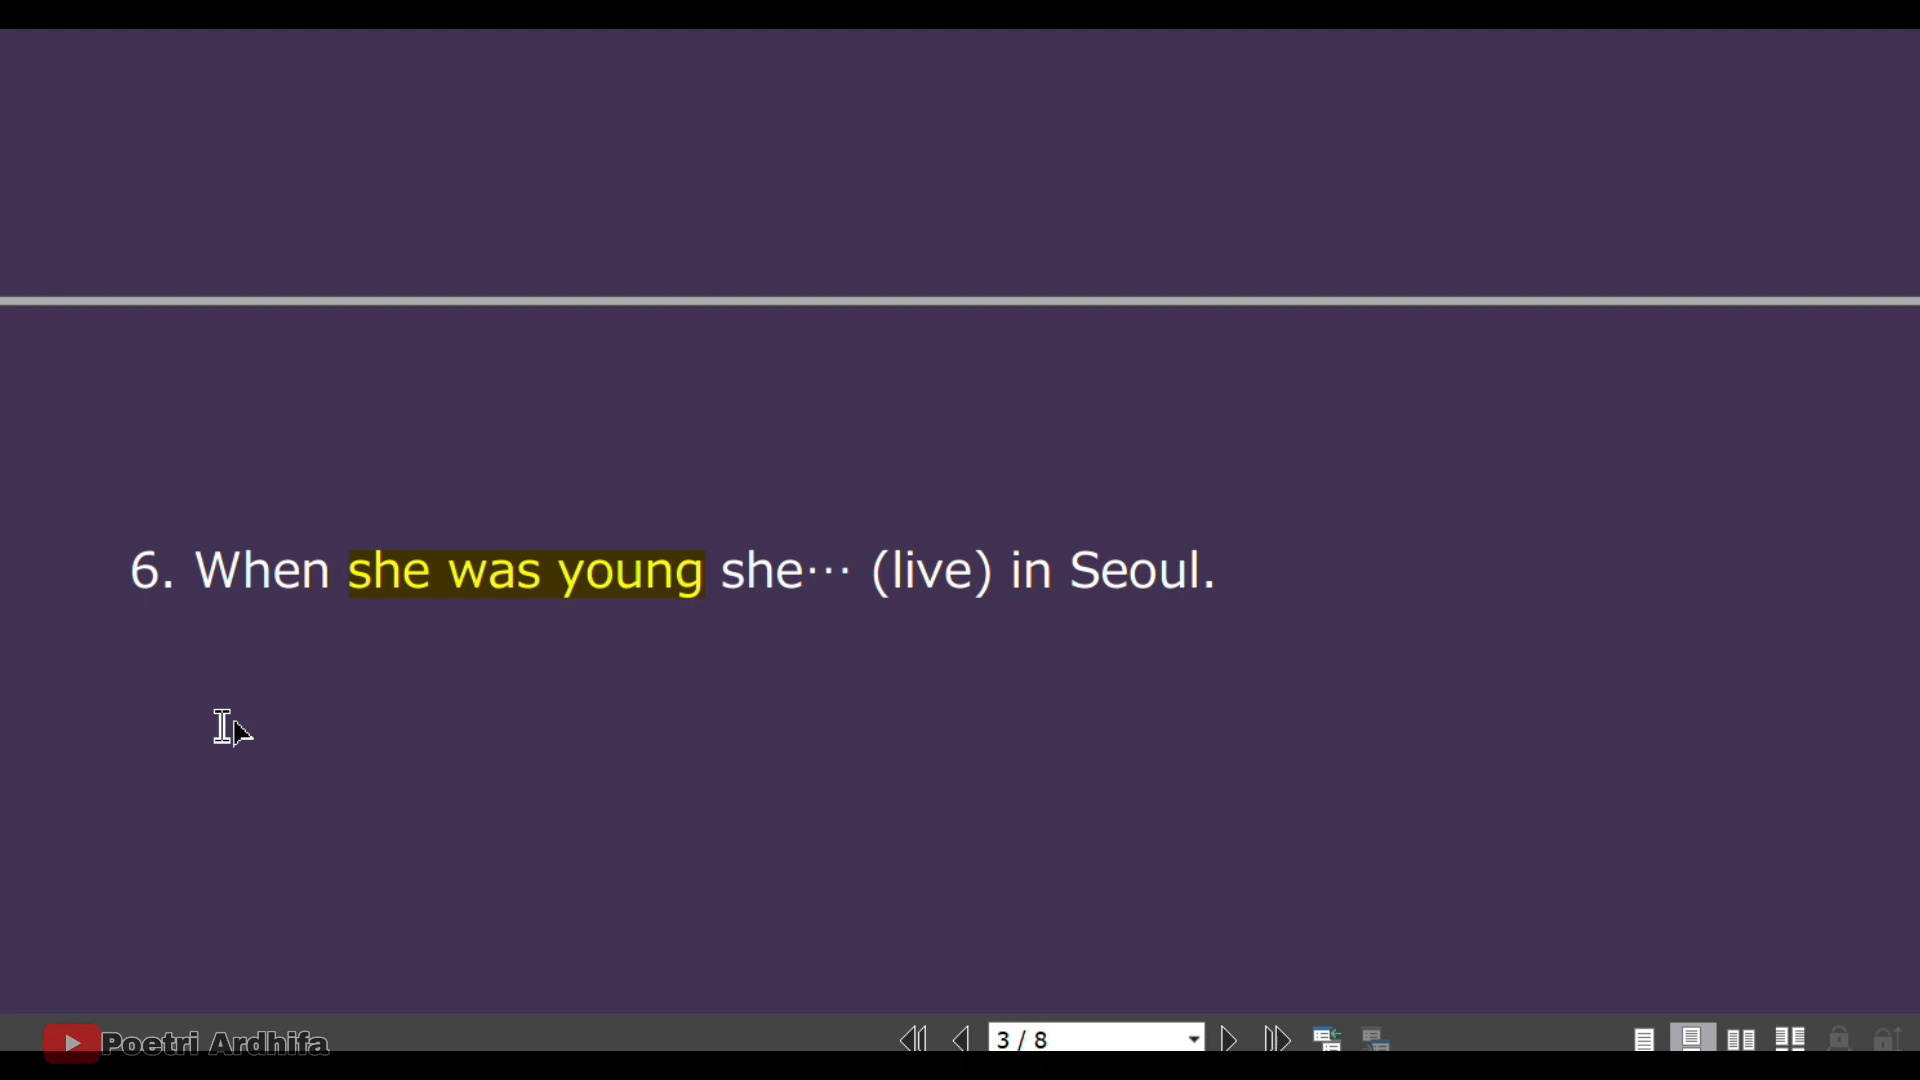 6. When she was young she··· (live) in Seoul.
Poetri Ardhifa
3 / 8